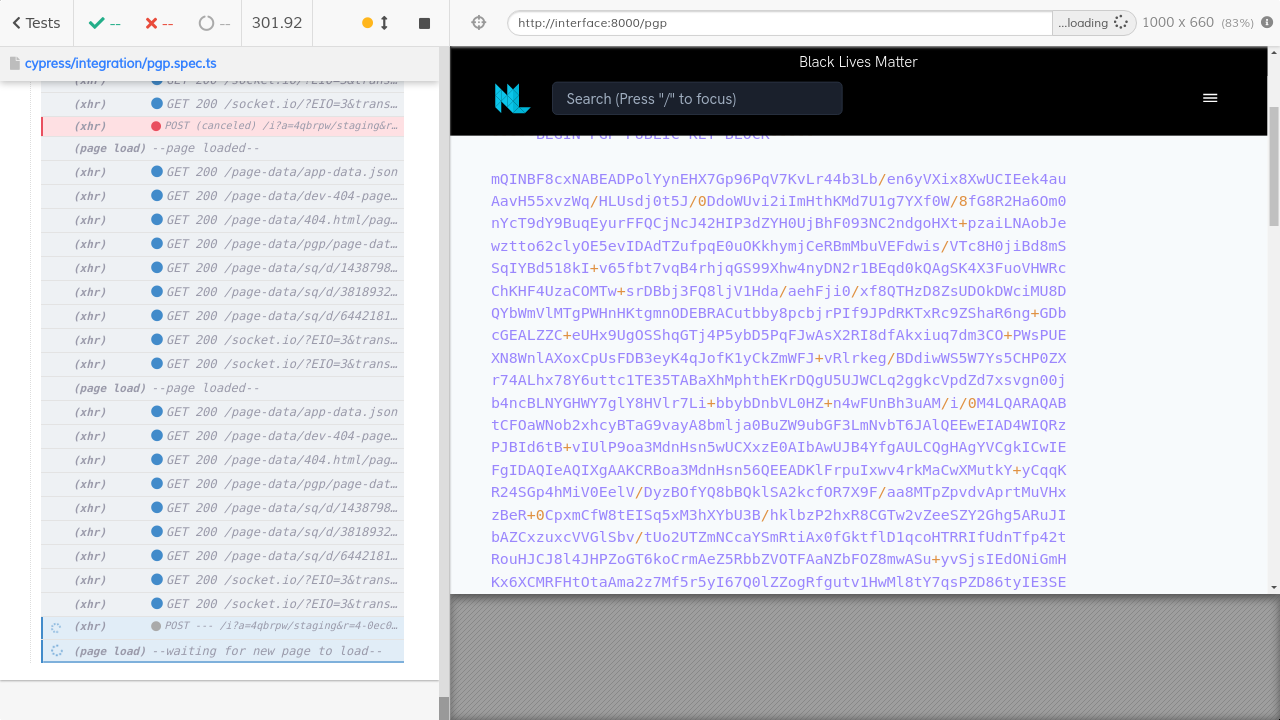 Tests
--
--
--
301.92
http://interface:8000/pgp
...loading
1000 x 660 (83%)
cypress/integration/pgp.spec.ts
(xhr) GET 200 /socket.io/?EIO=3&trans...
(xhr) GET 200 /socket.io/?EIO=3&trans...
(xhr) POST (canceled) /i?a=4qbrpw/staging&r...
(page load) --page loaded--
(xhr) GET 200 /page-data/app-data.json
(xhr) GET 200 /page-data/dev-404-page...
(xhr) GET 200 /page-data/404.html/pag...
(xhr) GET 200 /page-data/pgp/page-dat...
(xhr) GET 200 /page-data/sq/d/1438798...
(xhr) GET 200 /page-data/sq/d/3818932...
(xhr) GET 200 /page-data/sq/d/6442181...
(xhr) GET 200 /socket.io/?EIO=3&trans...
(xhr) GET 200 /socket.io/?EIO=3&trans...
(page load) --page loaded--
(xhr) GET 200 /page-data/app-data.json
(xhr) GET 200 /page-data/dev-404-page...
(xhr) GET 200 /page-data/404.html/pag...
(xhr) GET 200 /page-data/pgp/page-dat...
(xhr) GET 200 /page-data/sq/d/1438798...
(xhr) GET 200 /page-data/sq/d/3818932...
(xhr) GET 200 /page-data/sq/d/6442181...
(xhr) GET 200 /socket.io/?EIO=3&trans...
(xhr) GET 200 /socket.io/?EIO=3&trans...
(xhr) POST --- /i?a=4qbrpw/staging&r=4-0ec0...
(page load) --waiting for new page to load--
Black Lives Matter
NL
Search (Press "/" to focus)
BEGIN PGP PUBLIC KEY BLOCK
mQINBF8cxNABEADPolYynEHX7Gp96PqV7KvLr44b3Lb/en6yVXix8XwUCIEek4au
AavH55xvzWq/HLUsdj0t5J/0DdoWUvi2iImHthKMd7U1g7YXf0W/8fG8R2Ha6Om0
nYcT9dY9BuqEyurFFQCjNcJ42HIP3dZYH0UjBhF093NC2ndgoHXt+pzaiLNAobJe
wztto62clyOE5evIDAdTZufpqE0uOKkhymjCeRBmMbuVEFdwis/VTc8H0jiBd8mS
SqIYBd518kI+v65fbt7vqB4rhjqGS99Xhw4nyDN2r1BEqd0kQAgSK4X3FuoVHWRc
ChKHF4UzaCOMTw+srDBbj3FQ8ljV1Hda/aehFji0/xf8QTHzD8ZsUDOkDWciMU8D
QYbWmVlMTgPWHnHKtgmnODEBRACutbby8pcbjrPIf9JPdRKTxRc9ZShaR6ng+GDb
cGEALZZC+eUHx9UgOSShqGTj4P5ybD5PqFJwAsX2RI8dfAkxiuq7dm3CO+PWsPUE
XN8WnlAXoxCpUsFDB3eyK4qJofK1yCkZmWFJ+vRlrkeg/BDdiwWS5W7Ys5CHP0ZX
r74ALhx78Y6uttc1TE35TABaXhMphthEKrDQgU5UJWCLq2ggkcVpdZd7xsvgn00j
b4ncBLNYGHWY7glY8HVlr7Li+bbybDnbVL0HZ+n4wFUnBh3uAM/i/0M4LQARAQAB
tCFOaWNob2xhcyBTaG9vayA8bmlja0BuZW9ubGF3LmNvbT6JAlQEEwEIAD4WIQRz
PJBId6tB+vIUlP9oa3MdnHsn5wUCXxzE0AIbAwUJB4YfgAULCQgHAgYVCgkICwIE
FgIDAQIeAQIXgAAKCRBoa3MdnHsn56QEEADKlFrpuIxwv4rkMaCwXMutkY+yCqqK
R24SGp4hMiV0EelV/DyzBOfYQ8bBQklSA2kcfOR7X9F/aa8MTpZpvdvAprtMuVHx
zBeR+0CpxmCfW8tEISq5xM3hXYbU3B/hklbzP2hxR8CGTw2vZeeSZY2Ghg5ARuJI
bAZCxzuxcVVGlSbv/tUo2UTZmNCcaYSmRtiAx0fGktflD1qcoHTRRIfUdnTfp42t
RouHJCJ8l4JHPZoGT6koCrmAeZ5RbbZVOTFAaNZbFOZ8mwASu+yvSjsIEdONiGmH
Kx6XCMRFHtOtaAma2z7Mf5r5yI67Q0lZZogRfgutv1HwMl8tY7qsPZD86tyIE3SE